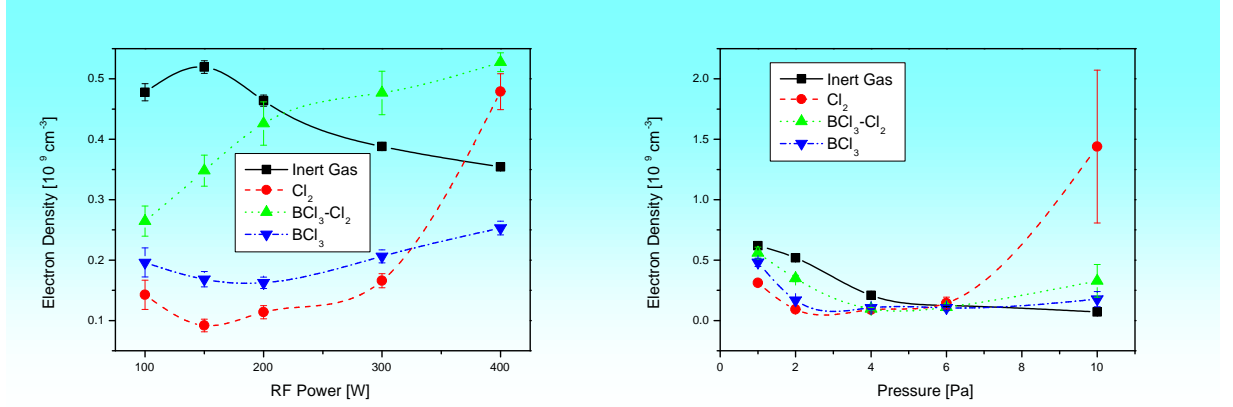 0.5
0.4
0.3
0.2
0.1
Electron Density [10 ⁹ cm⁻³]
Inert Gas
Cl₂
BCl₃-Cl₂
BCl₃
100 200 300 400
RF Power [W]
2.0
1.5
1.0
0.5
0.0
Electron Density [10 ⁹ cm⁻³]
Inert Gas
Cl₂
BCl₃-Cl₂
BCl₃
0 2 4 6 8 10
Pressure [Pa]